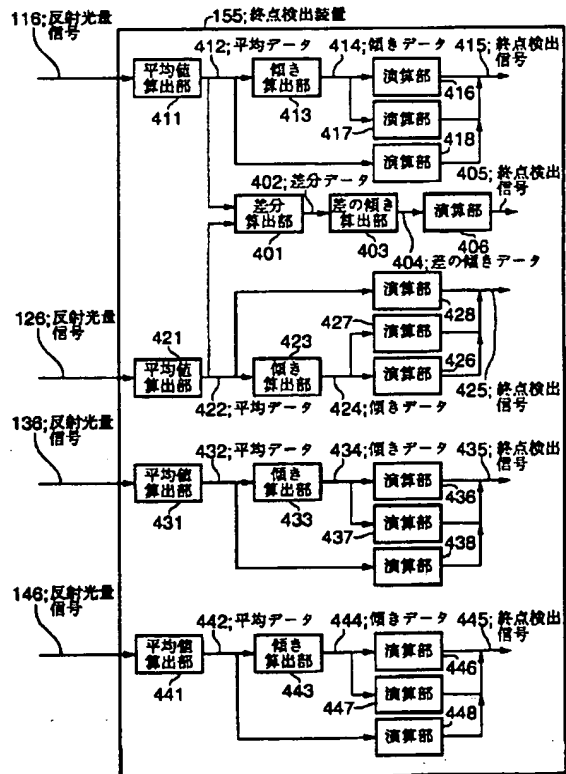 155;終点検出装置
116;反射光量
信号
412;平均データ
414;傾きデータ
415;終点検出
信号
平均値
算出部
411
傾き
算出部
413
演算部
416
417
演算部
418
演算部
402;差分データ
405;終点検出
信号
差分
算出部
401
差の傾き
算出部
403
演算部
406
404;差の傾きデータ
演算部
428
427
演算部
426
演算部
425;終点検出
信号
126;反射光量
信号
421
平均値
算出部
422;平均データ
423
傾き
算出部
424;傾きデータ
136;反射光量
信号
432;平均データ
434;傾きデータ
435;終点検出
信号
平均値
算出部
431
傾き
算出部
433
演算部
436
437
演算部
438
演算部
146;反射光量
信号
442;平均データ
444;傾きデータ
445;終点検出
信号
平均値
算出部
441
傾き
算出部
443
演算部
446
447
演算部
448
演算部